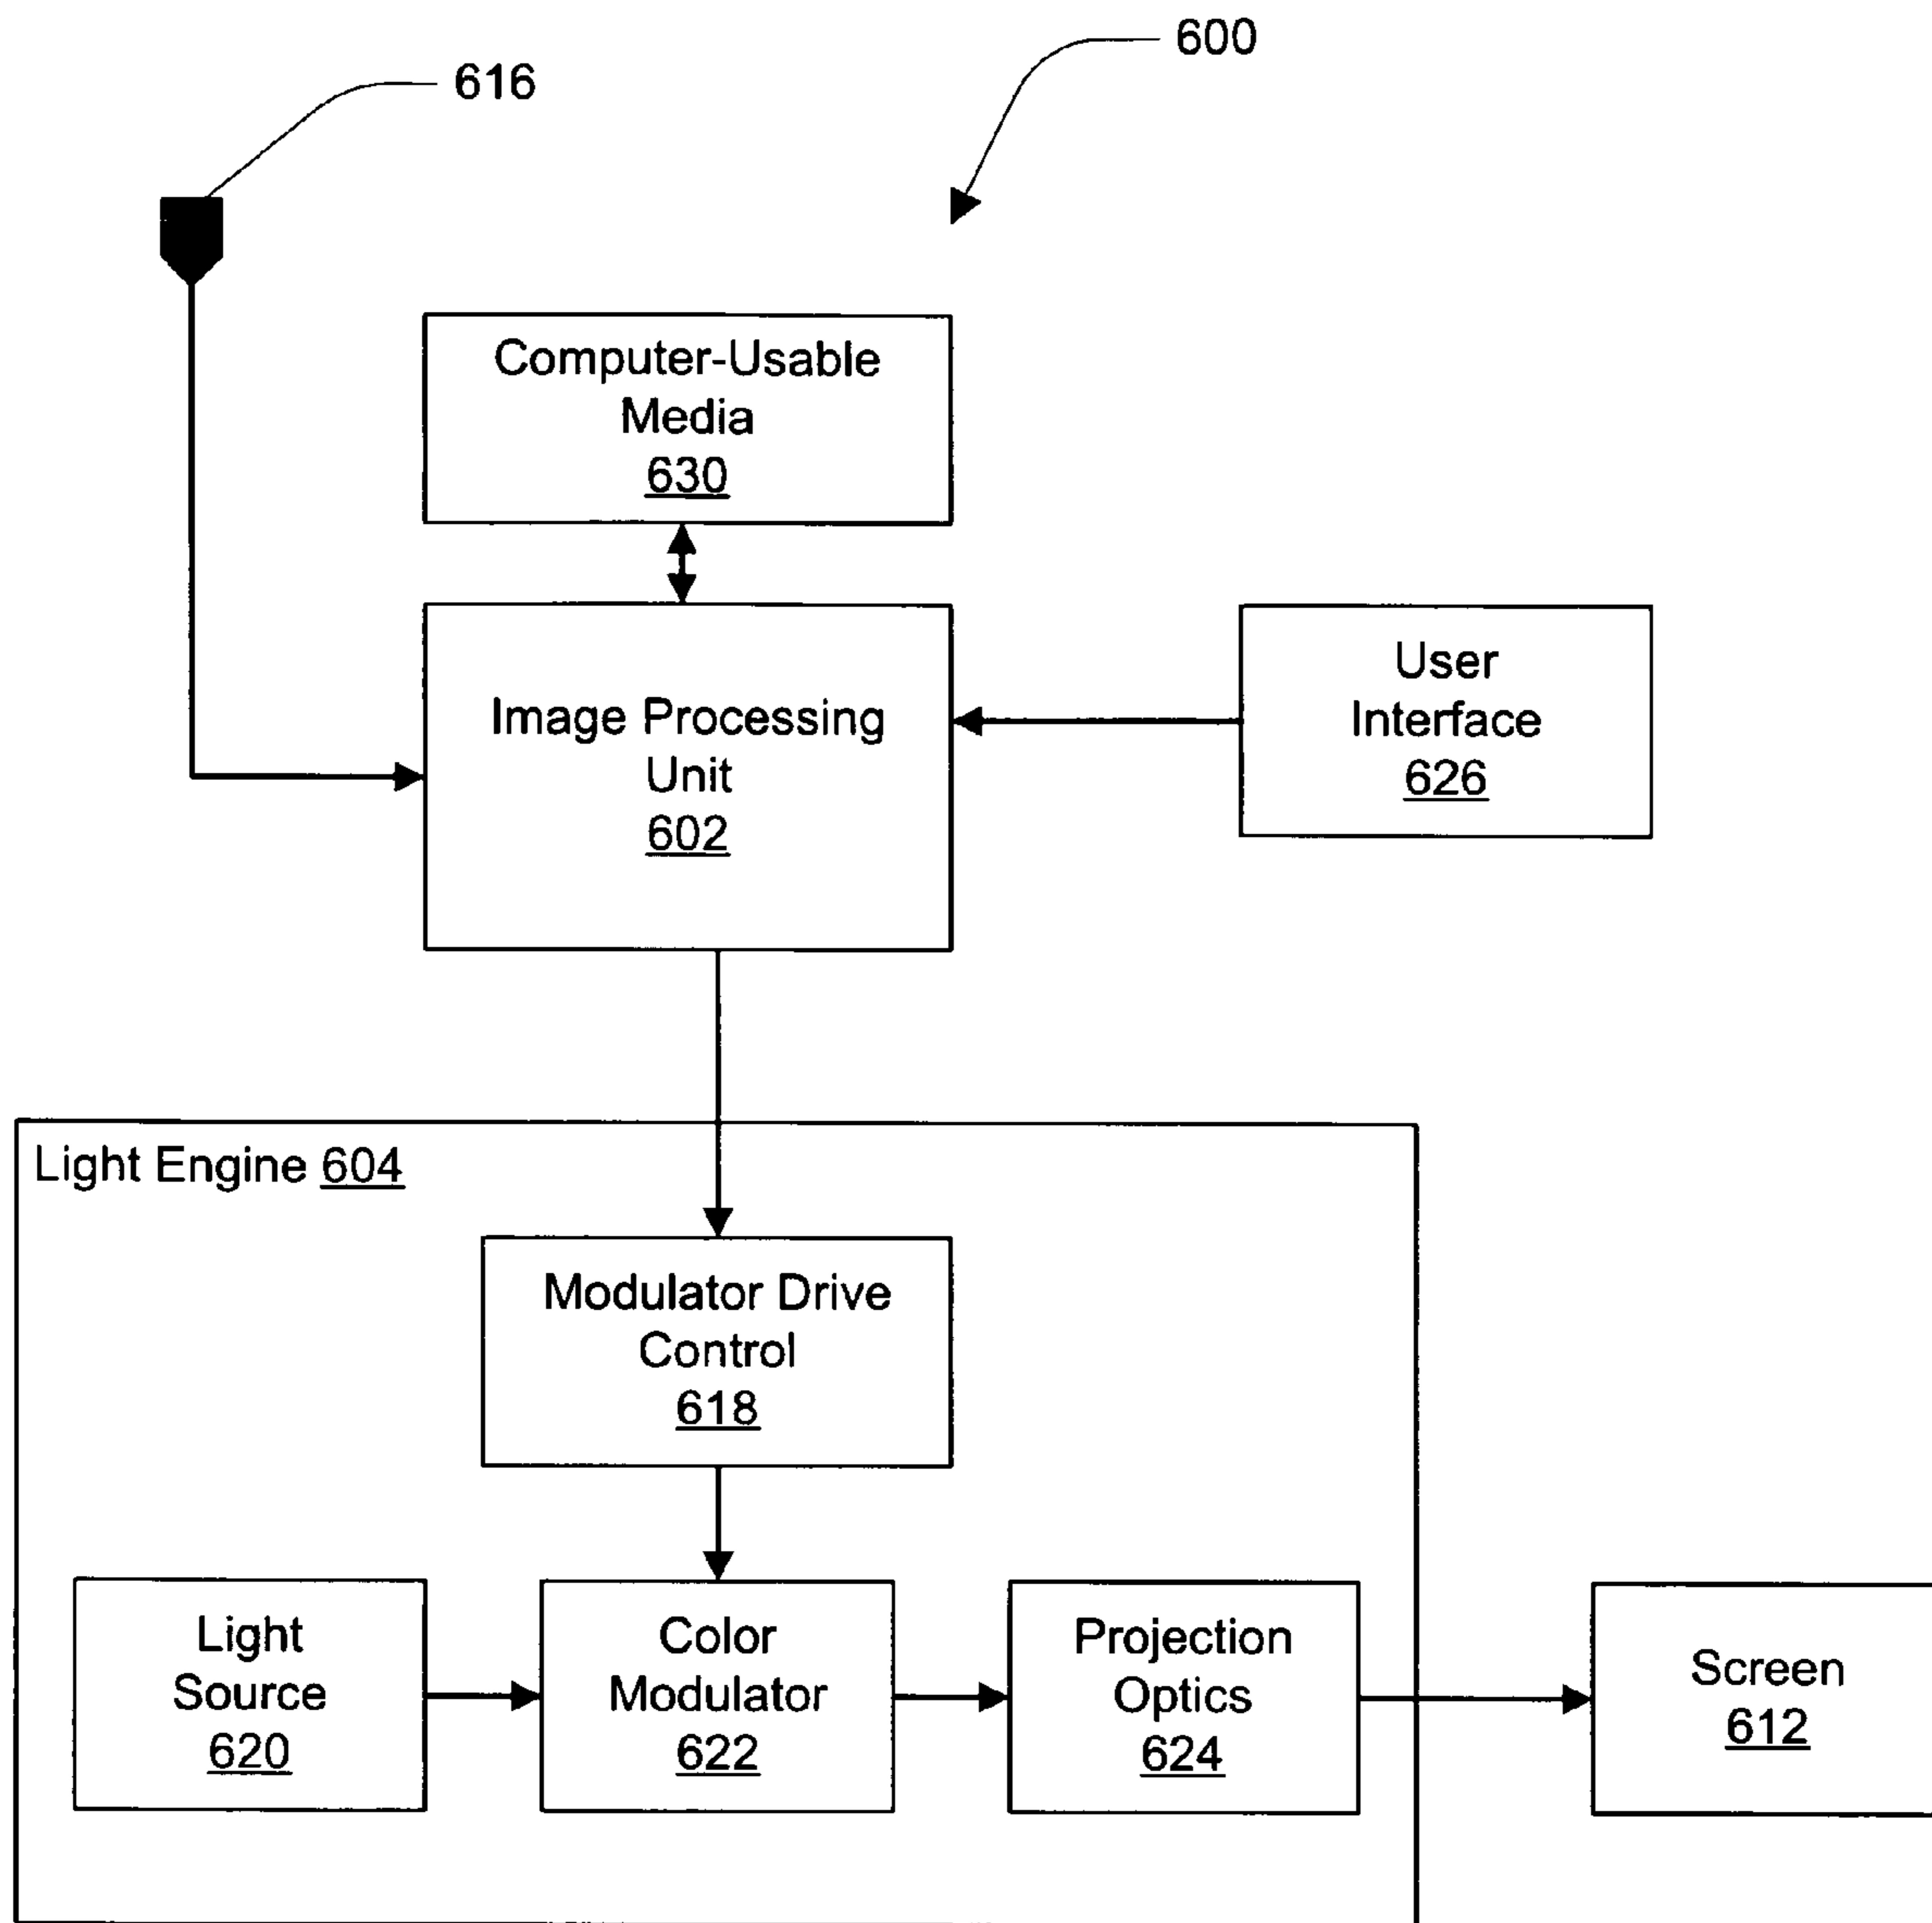 600
616
Computer-Usable
Media
630
Image Processing
Unit
602
User
Interface
626
Light Engine 604
Modulator Drive
Control
618
Light
Source
620
Color
Modulator
622
Projection
Optics
624
Screen
612